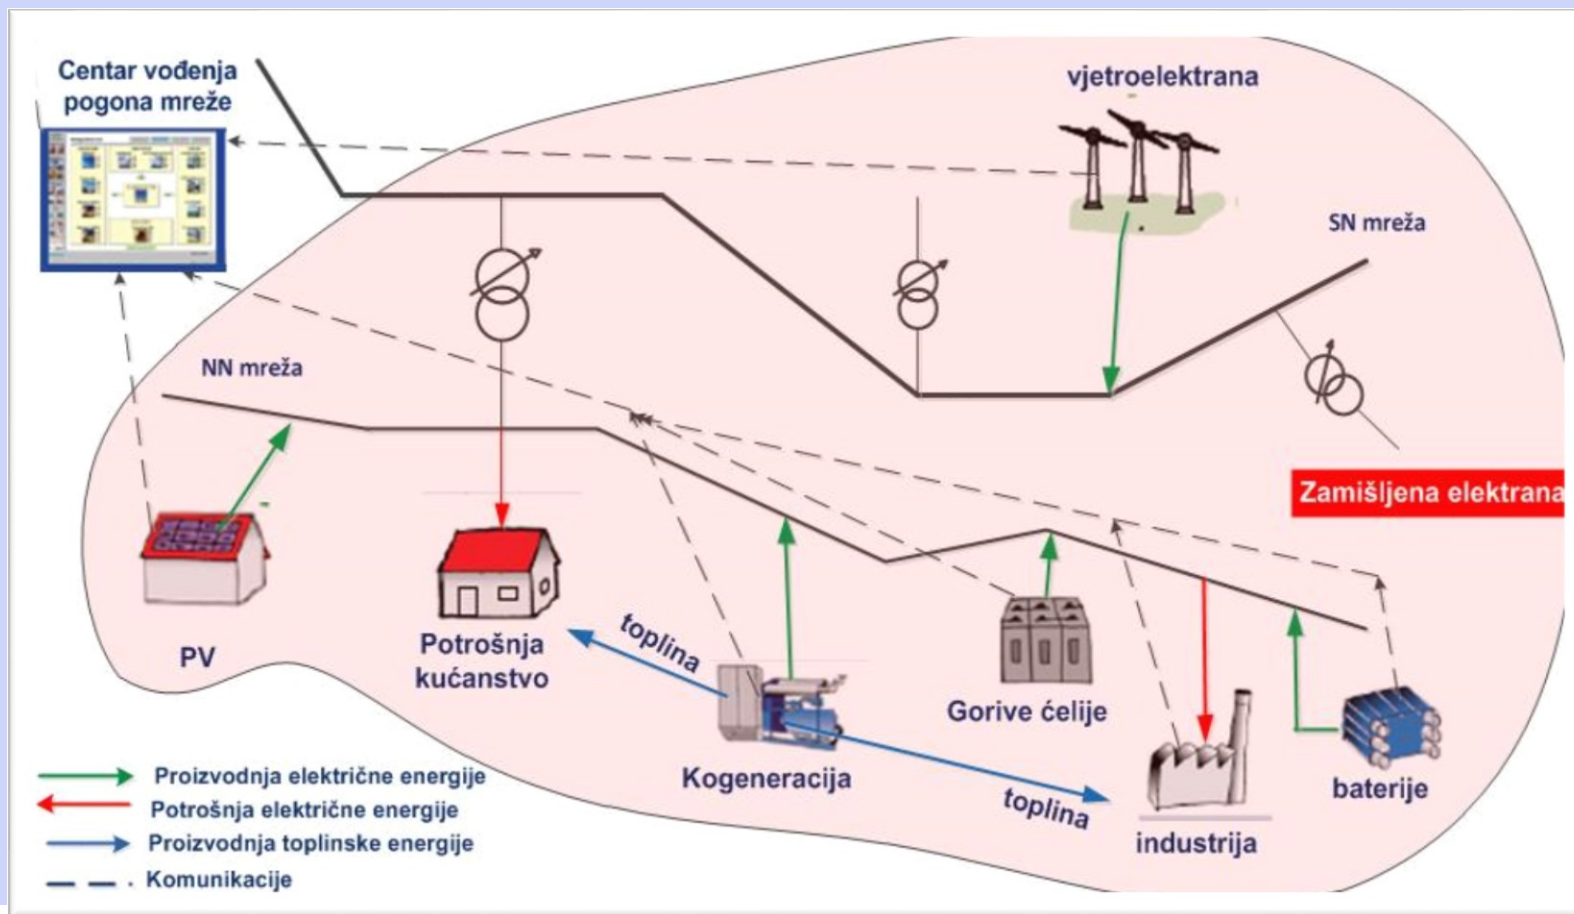 Centar vođenja
pogona mreže
vjetroelektrana
SN mreža
NN mreža
Zamišljena elektrana
PV
Potrošnja
kućanstvo
toplina
Kogeneracija
Gorive ćelije
toplina
industrija
baterije
Proizvodnja električne energije
Potrošnja električne energije
Proizvodnja toplinske energije
Komunikacije